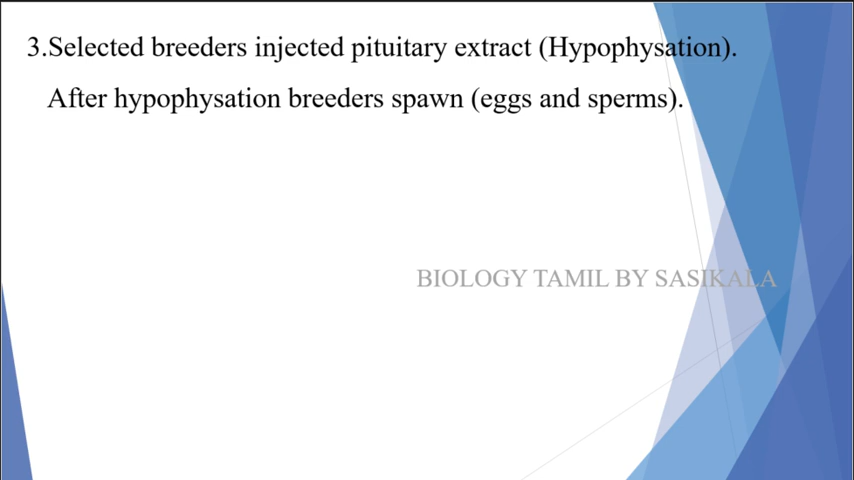 3.Selected breeders injected pituitary extract (Hypophysation).
After hypophysation breeders spawn (eggs and sperms).
BIOLOGY TAMIL BY SASIKALA